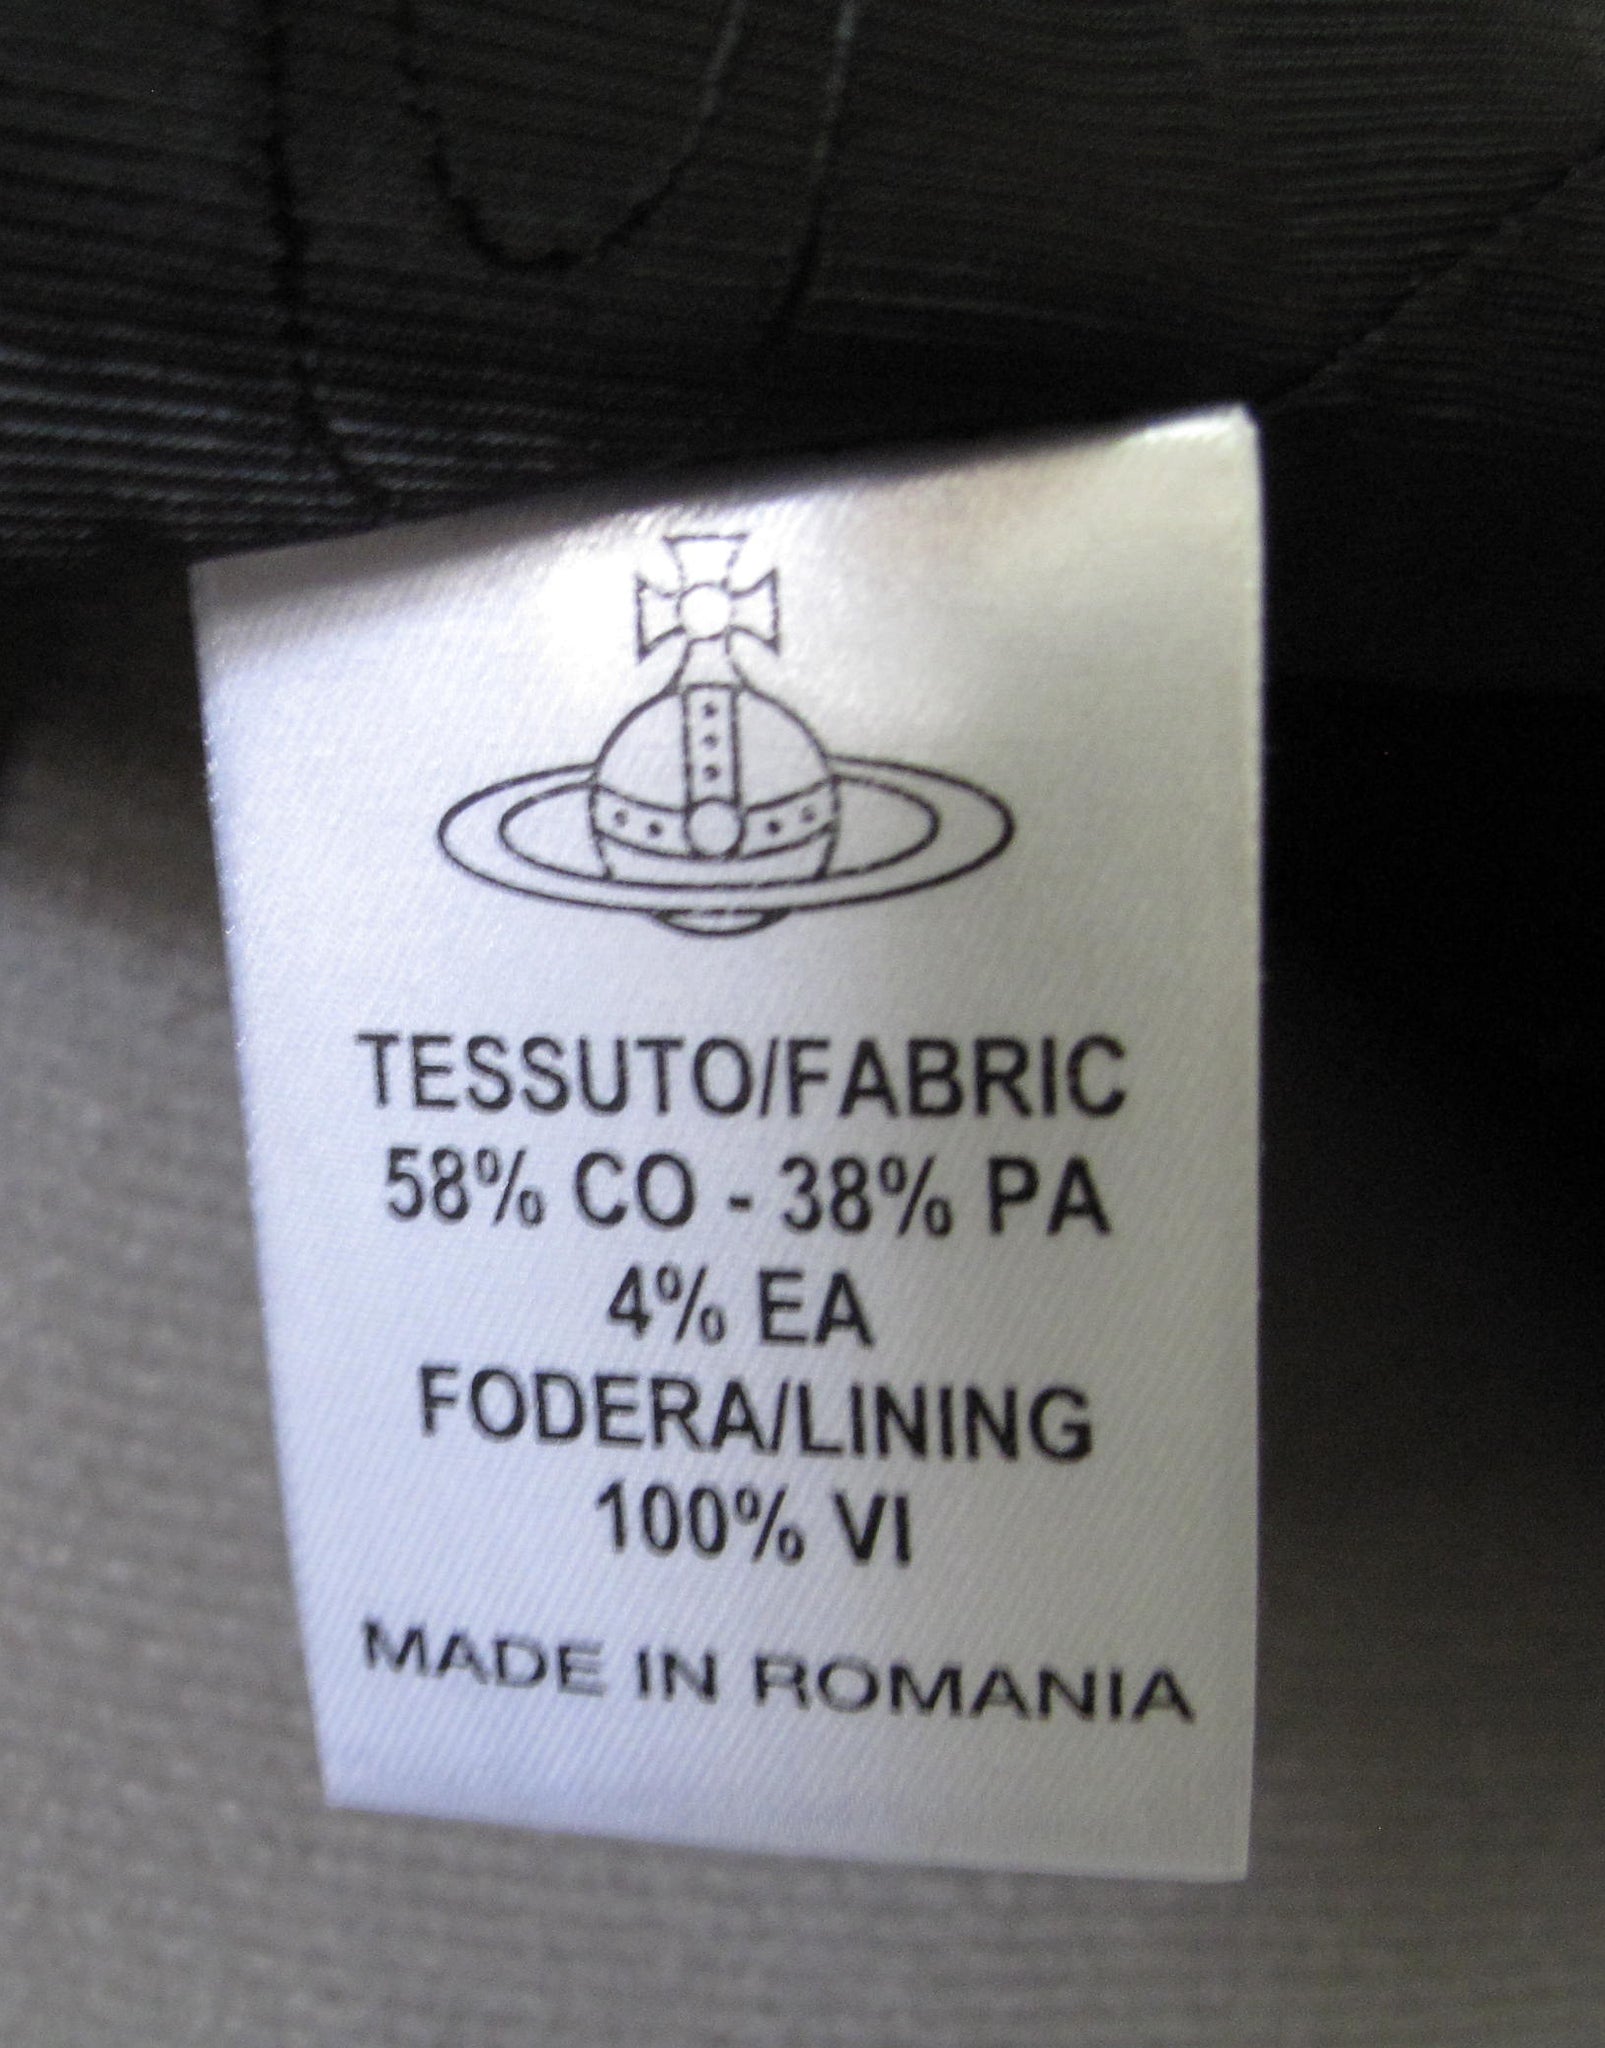 TESSUTO/FABRIC
58% CO - 38% PA
4% EA
FODERA/LINING
100% VI
MADE IN ROMANIA